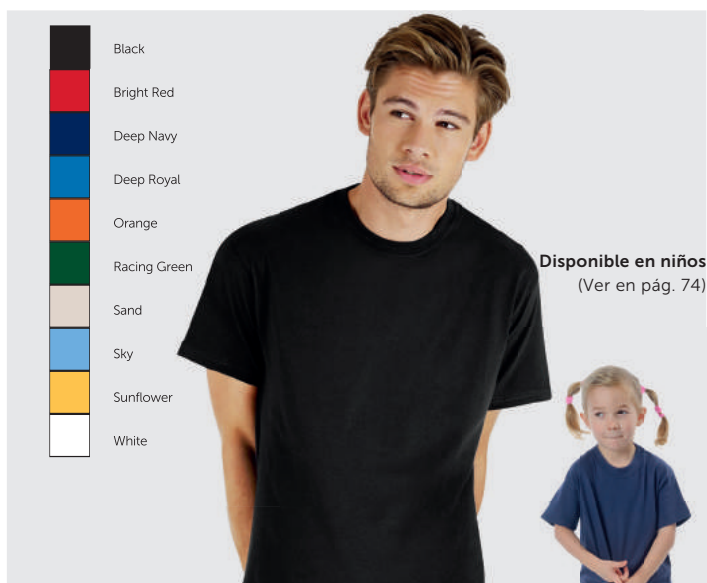 Black
Bright Red
Deep Navy
Deep Royal
Orange
Racing Green
Sand
Sky
Sunflower
White
Disponible en niños
(Ver en pág. 74)